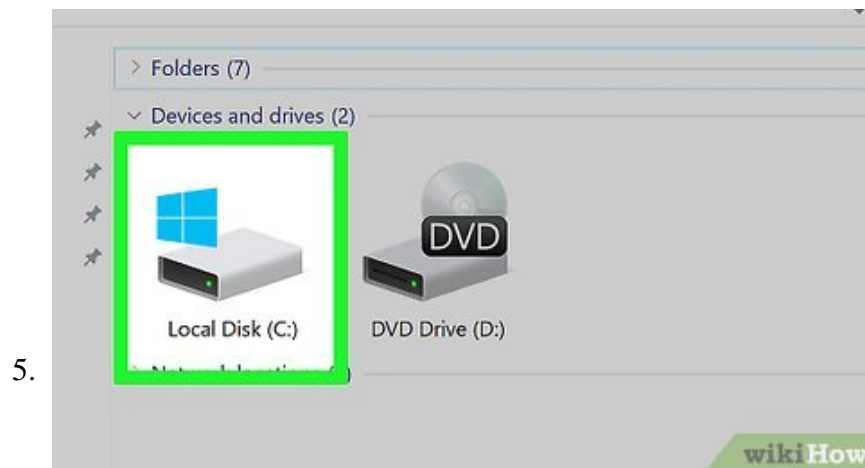 Folders (7)
Devices and drives (2)
DVD
Local Disk (C:)
DVD Drive (D:)
5.
wikiHow